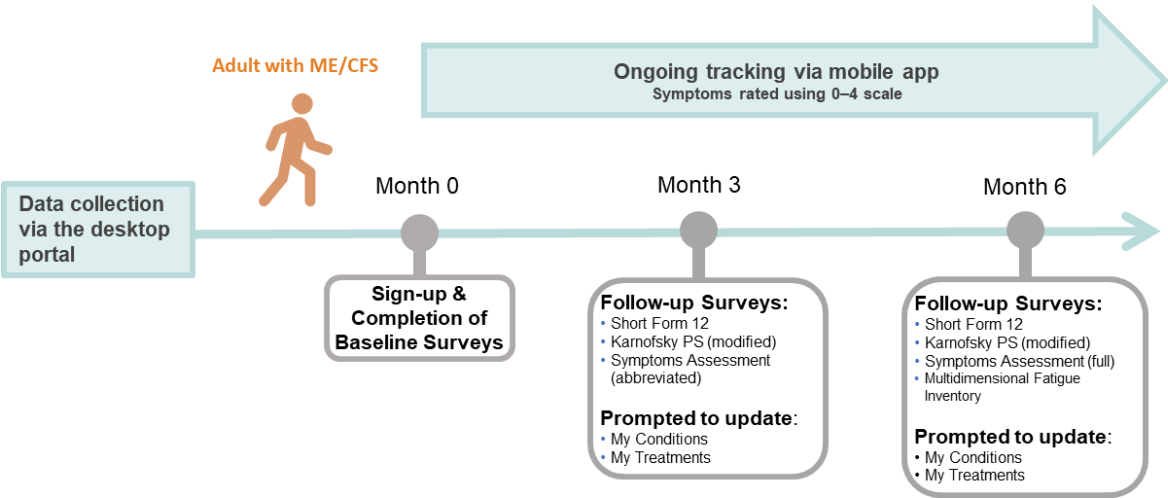 Adult with ME/CFS
Ongoing tracking via mobile app
Symptoms rated using 0–4 scale
Data collection
via the desktop
portal
Month 0
Month 3
Month 6
Sign-up &
Completion of
Baseline Surveys
Follow-up Surveys:
• Short Form 12
• Karnofsky PS (modified)
• Symptoms Assessment
(abbreviated)
Prompted to update:
• My Conditions
• My Treatments
Follow-up Surveys:
• Short Form 12
• Karnofsky PS (modified)
• Symptoms Assessment (full)
• Multidimensional Fatigue
Inventory
Prompted to update:
• My Conditions
• My Treatments